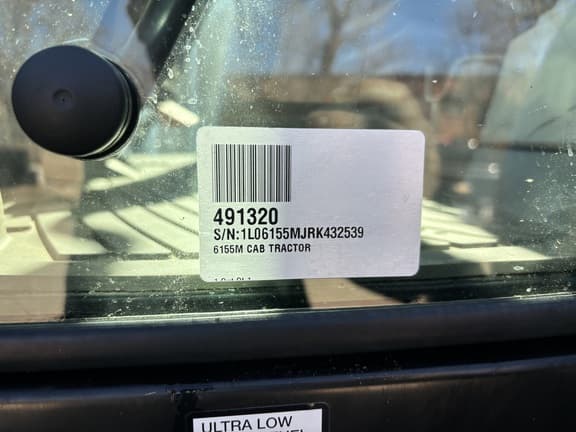 491320
S/N:1L06155MJRK432539
6155M CAB TRACTOR
ULTRA LOW